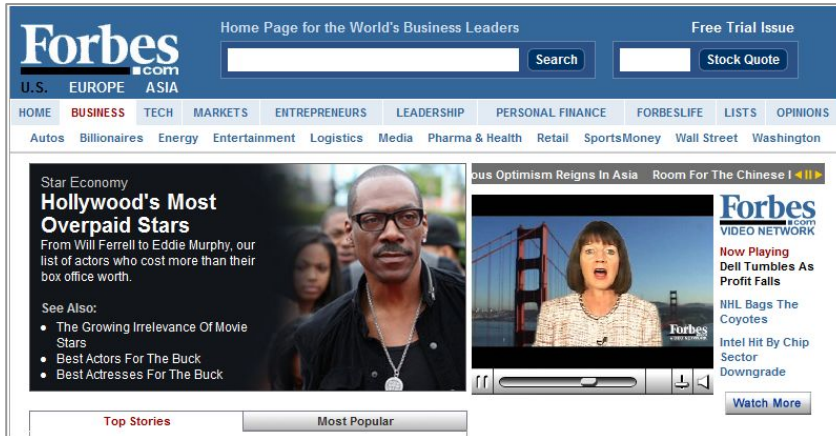 Forbes
.com
U.S. EUROPE ASIA
Home Page for the World's Business Leaders
Search
Free Trial Issue
Stock Quote
HOME BUSINESS TECH MARKETS ENTREPRENEURS LEADERSHIP PERSONAL FINANCE FORBESLIFE LISTS OPINIONS
Autos Billionaires Energy Entertainment Logistics Media Pharma & Health Retail SportsMoney Wall Street Washington
Star Economy
Hollywood's Most
Overpaid Stars
From Will Ferrell to Eddie Murphy, our
list of actors who cost more than their
box office worth.
See Also:
• The Growing Irrelevance Of Movie
Stars
• Best Actors For The Buck
• Best Actresses For The Buck
Top Stories Most Popular
ous Optimism Reigns In Asia Room For The Chinese I
Forbes
VIDEO NETWORK
Forbes
.com
VIDEO NETWORK
Now Playing
Dell Tumbles As
Profit Falls
NHL Bags The
Coyotes
Intel Hit By Chip
Sector
Downgrade
Watch More